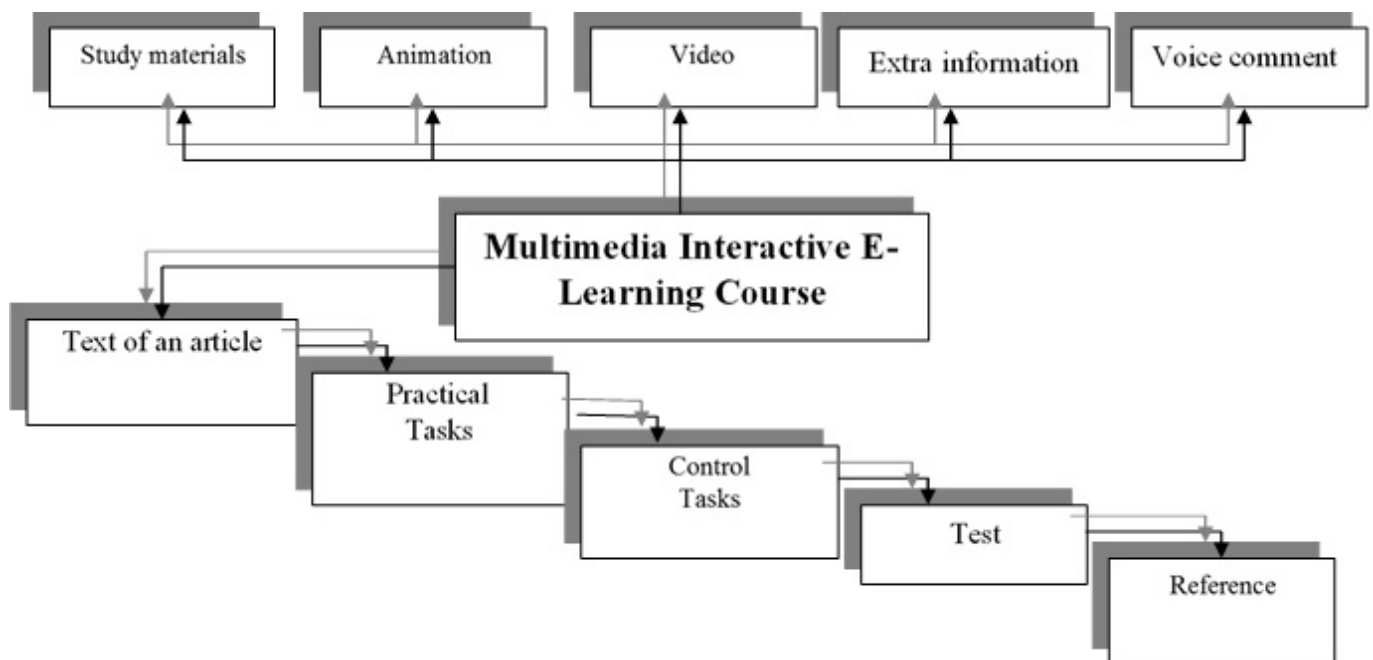 Study materials
Animation
Video
Extra information
Voice comment
Multimedia Interactive E-
Learning Course
Text of an article
Practical
Tasks
Control
Tasks
Test
Reference